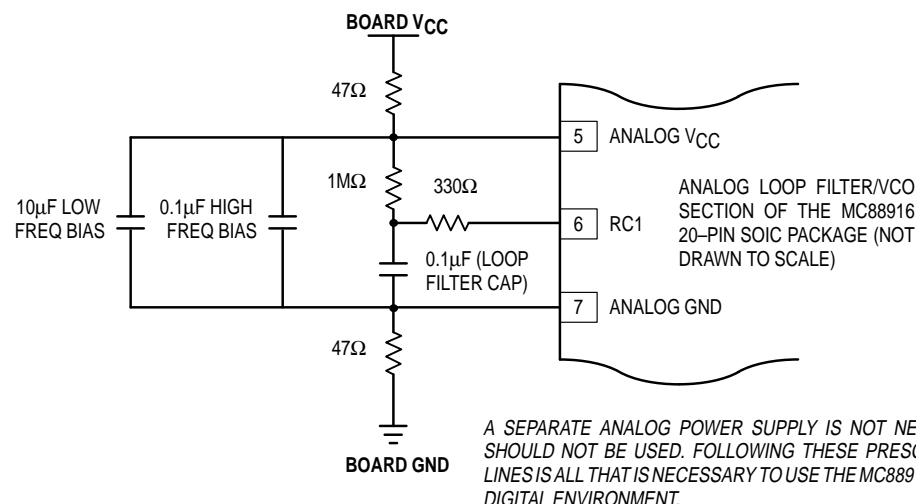 BOARD VCC
47Ω
5 ANALOG VCC
1MΩ
330Ω
10µF LOW
FREQ BIAS
0.1µF HIGH
FREQ BIAS
6 RC1
ANALOG LOOP FILTER/VCO
SECTION OF THE MC88916
20–PIN SOIC PACKAGE (NOT
DRAWN TO SCALE)
0.1µF (LOOP
FILTER CAP)
7 ANALOG GND
47Ω
BOARD GND
A SEPARATE ANALOG POWER SUPPLY IS NOT NE
SHOULD NOT BE USED. FOLLOWING THESE PRESC
LINES IS ALL THAT IS NECESSARY TO USE THE MC889
DIGITAL ENVIRONMENT.